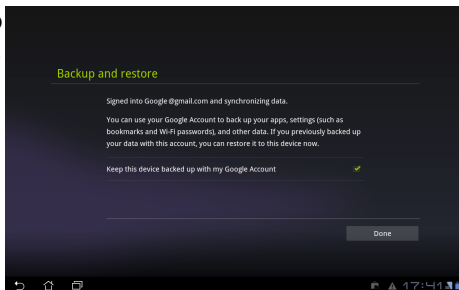 Backup and restore
Signed into Google @gmail.com and synchronizing data.
You can use your Google Account to back up your apps, settings (such as
bookmarks and Wi-Fi passwords), and other data. If you previously backed up
your data with this account, you can restore it to this device now.
Keep this device backed up with my Google Account
Done
17:41